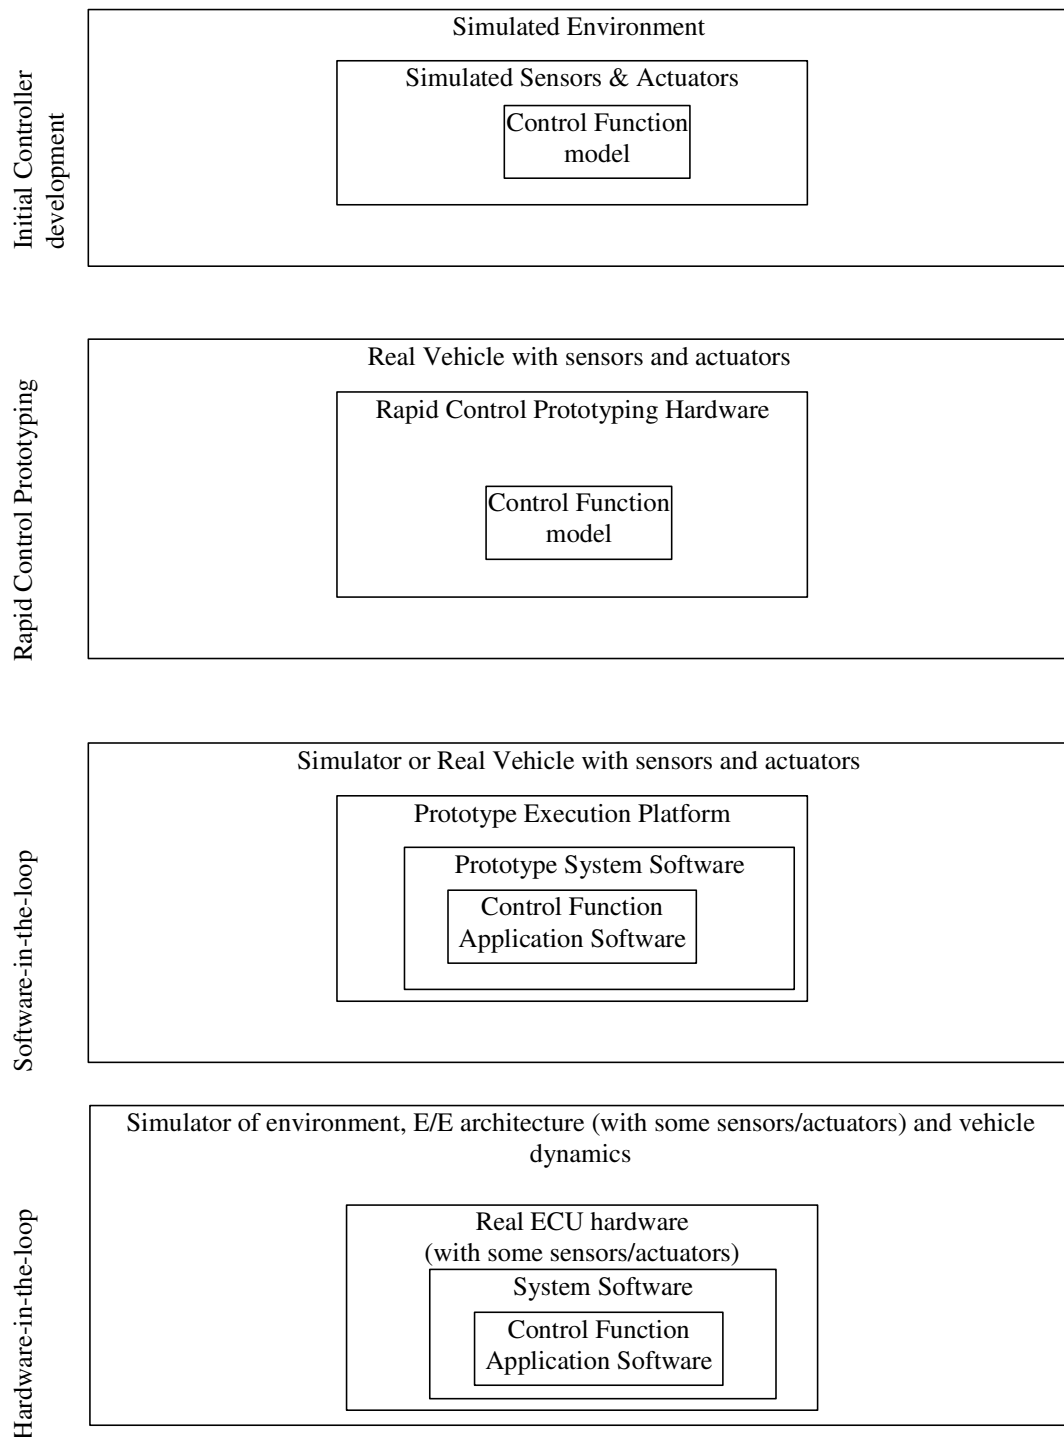 Initial Controller
development
Simulated Environment
Simulated Sensors & Actuators
Control Function
model
Rapid Control Prototyping
Real Vehicle with sensors and actuators
Rapid Control Prototyping Hardware
Control Function
model
Software-in-the-loop
Simulator or Real Vehicle with sensors and actuators
Prototype Execution Platform
Prototype System Software
Control Function
Application Software
Hardware-in-the-loop
Simulator of environment, E/E architecture (with some sensors/actuators) and vehicle
dynamics
Real ECU hardware
(with some sensors/actuators)
System Software
Control Function
Application Software